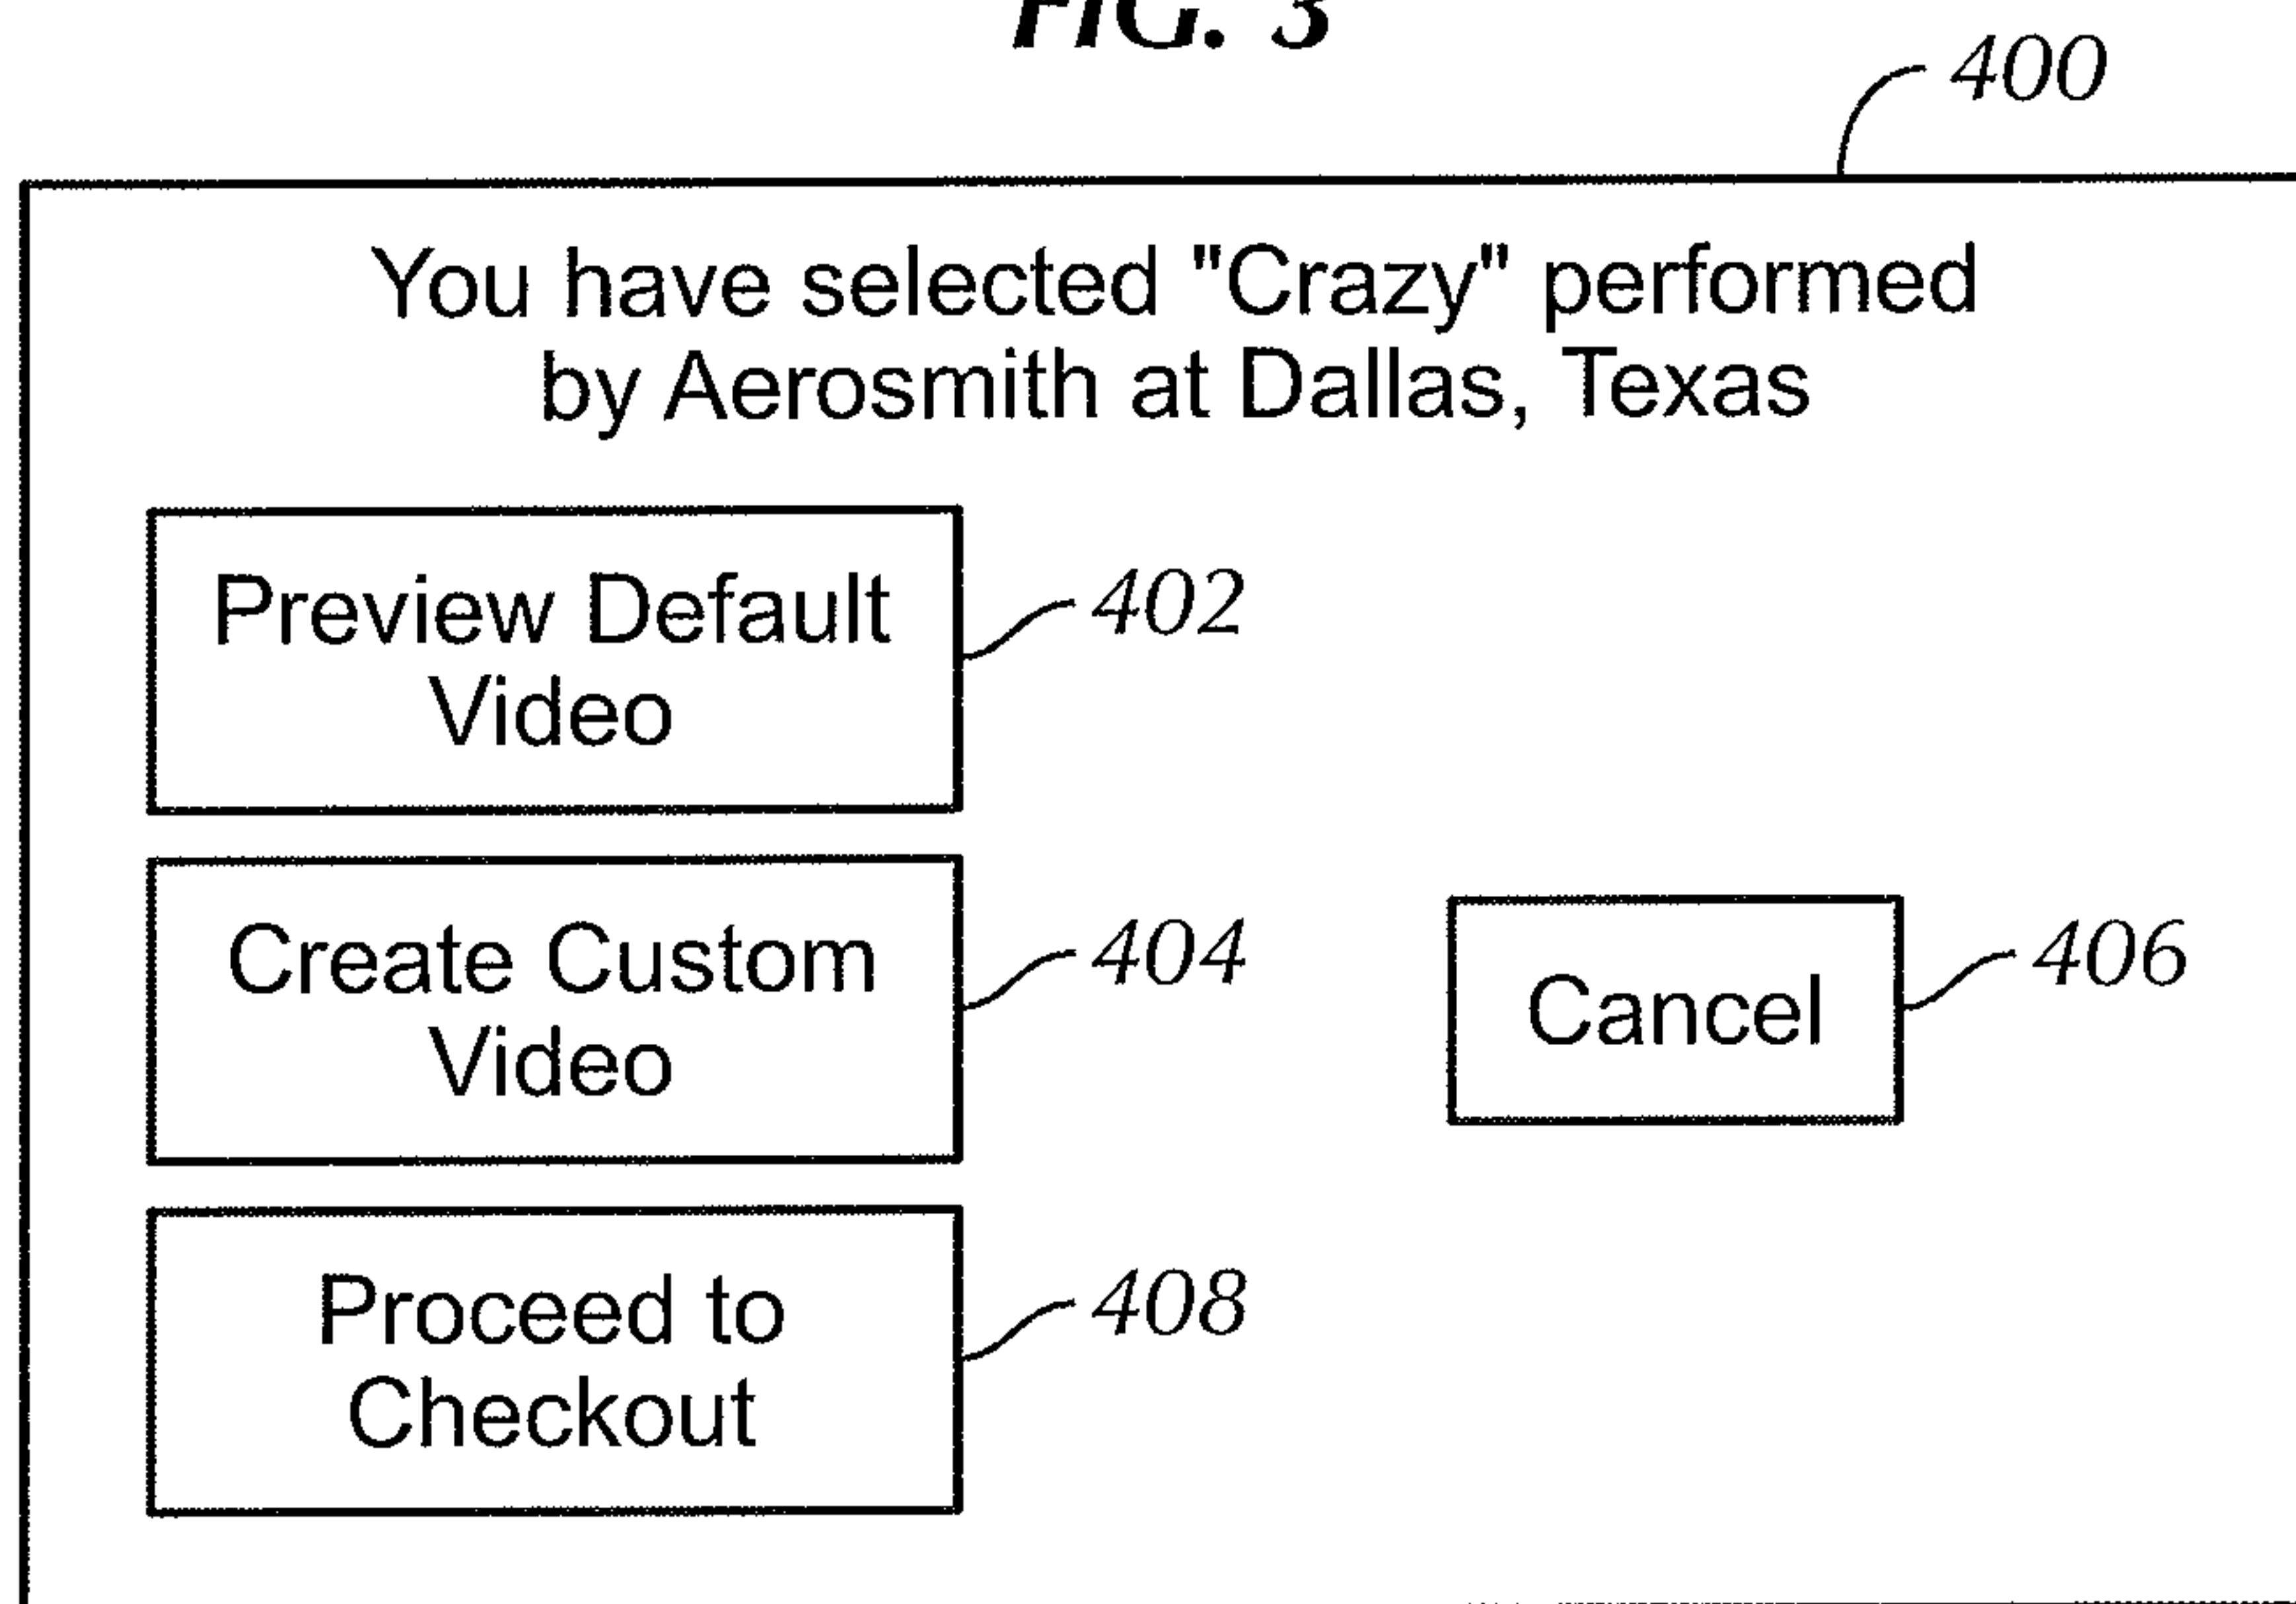 FIG. 3
400
You have selected "Crazy" performed
by Aerosmith at Dallas, Texas
Preview Default
Video
402
Create Custom
Video
404
Cancel
406
Proceed to
Checkout
408